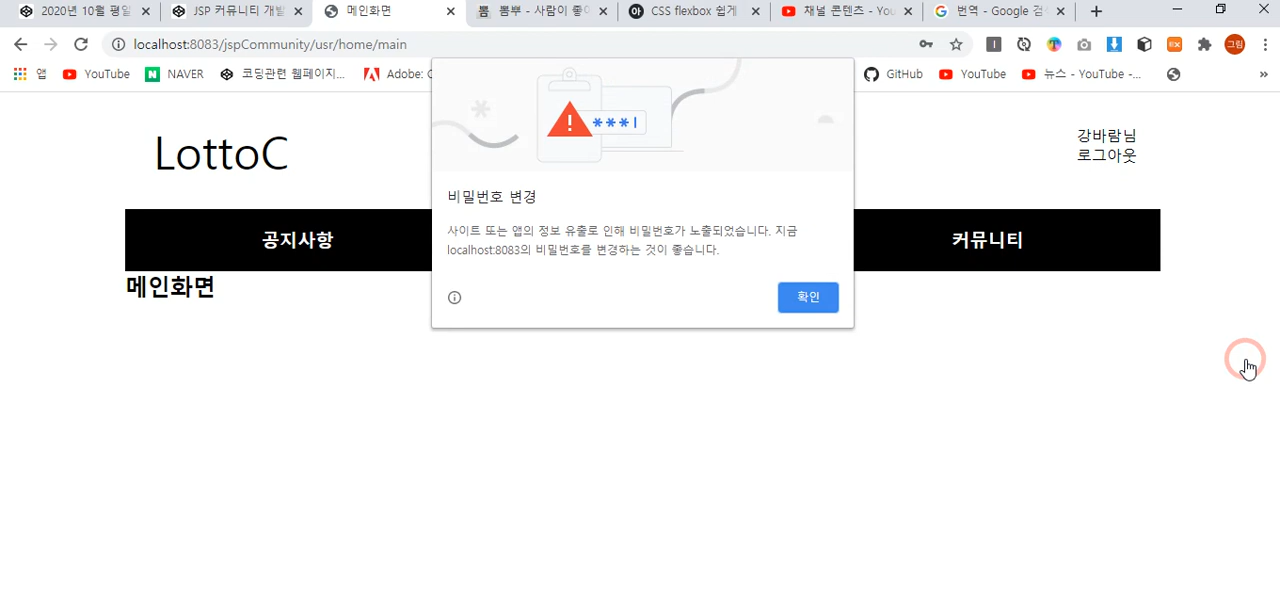 2020년 10월 평일
JSP 커뮤니티 개발
메인화면
뽐 뽐뿌 - 사람이 좋아
아 CSS flexbox 쉽게
채널 콘텐츠 - You
번역 - Google 검색
localhost:8083/jspCommunity/usr/home/main
그림
앱
YouTube
N NAVER
코딩관련 웹페이지...
Adobe:
GitHub
YouTube
뉴스 - YouTube -...
»
LottoC
강바람님
로그아웃
공지사항
커뮤니티
메인화면
***
비밀번호 변경
사이트 또는 앱의 정보 유출로 인해 비밀번호가 노출되었습니다. 지금
localhost:8083의 비밀번호를 변경하는 것이 좋습니다.
확인